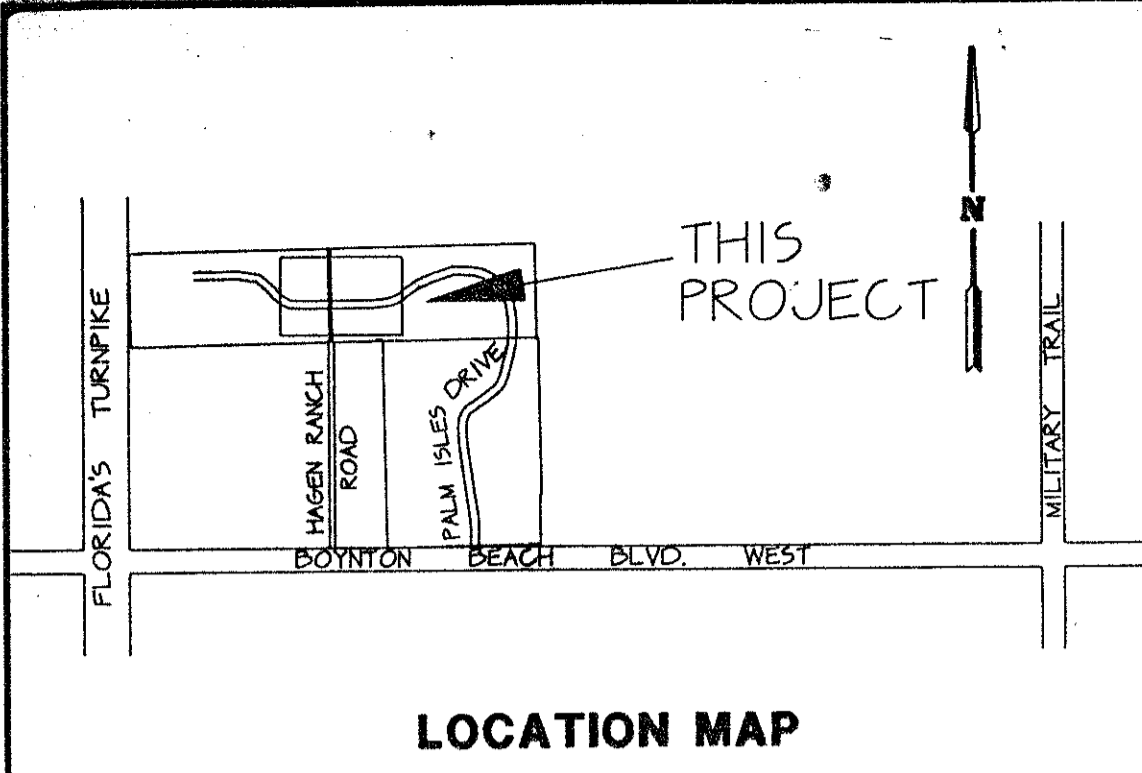 N
THIS
PROJECT
FLORIDA'S TURNPIKE
HAGEN RANCH
ROAD
PALM ISLES DRIVE
MILITARY TRAIL
BOYNTON BEACH BLVD. WEST
LOCATION MAP